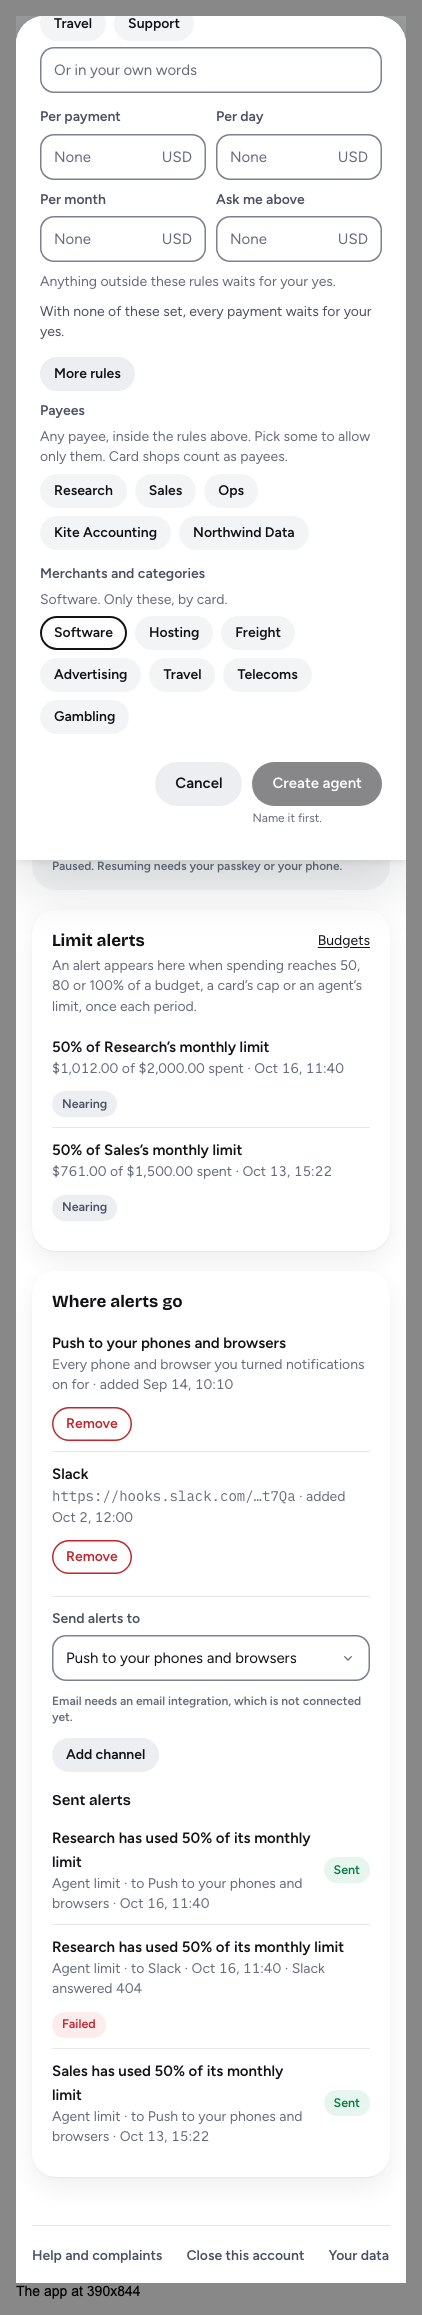 Travel Support
Or in your own words
Per payment Per day
None USD None USD
Per month Ask me above
None USD None USD
Anything outside these rules waits for your yes.
With none of these set, every payment waits for your
yes.
More rules
Payees
Any payee, inside the rules above. Pick some to allow
only them. Card shops count as payees.
Research Sales Ops
Kite Accounting Northwind Data
Merchants and categories
Software. Only these, by card.
Software Hosting Freight
Advertising Travel Telecoms
Gambling
Cancel Create agent
Name it first.
Paused. Resuming needs your passkey or your phone.
Limit alerts Budgets
An alert appears here when spending reaches 50,
80 or 100% of a budget, a card’s cap or an agent’s
limit, once each period.
50% of Research’s monthly limit
$1,012.00 of $2,000.00 spent · Oct 16, 11:40
Nearing
50% of Sales’s monthly limit
$761.00 of $1,500.00 spent · Oct 13, 15:22
Nearing
Where alerts go
Push to your phones and browsers
Every phone and browser you turned notifications
on for · added Sep 14, 10:10
Remove
Slack
https://hooks.slack.com/…t7Qa · added
Oct 2, 12:00
Remove
Send alerts to
Push to your phones and browsers
Email needs an email integration, which is not connected
yet.
Add channel
Sent alerts
Research has used 50% of its monthly
limit
Agent limit · to Push to your phones and
browsers · Oct 16, 11:40
Sent
Research has used 50% of its monthly limit
Agent limit · to Slack · Oct 16, 11:40 · Slack
answered 404
Failed
Sales has used 50% of its monthly
limit
Agent limit · to Push to your phones and
browsers · Oct 13, 15:22
Sent
Help and complaints Close this account Your data
The app at 390x844